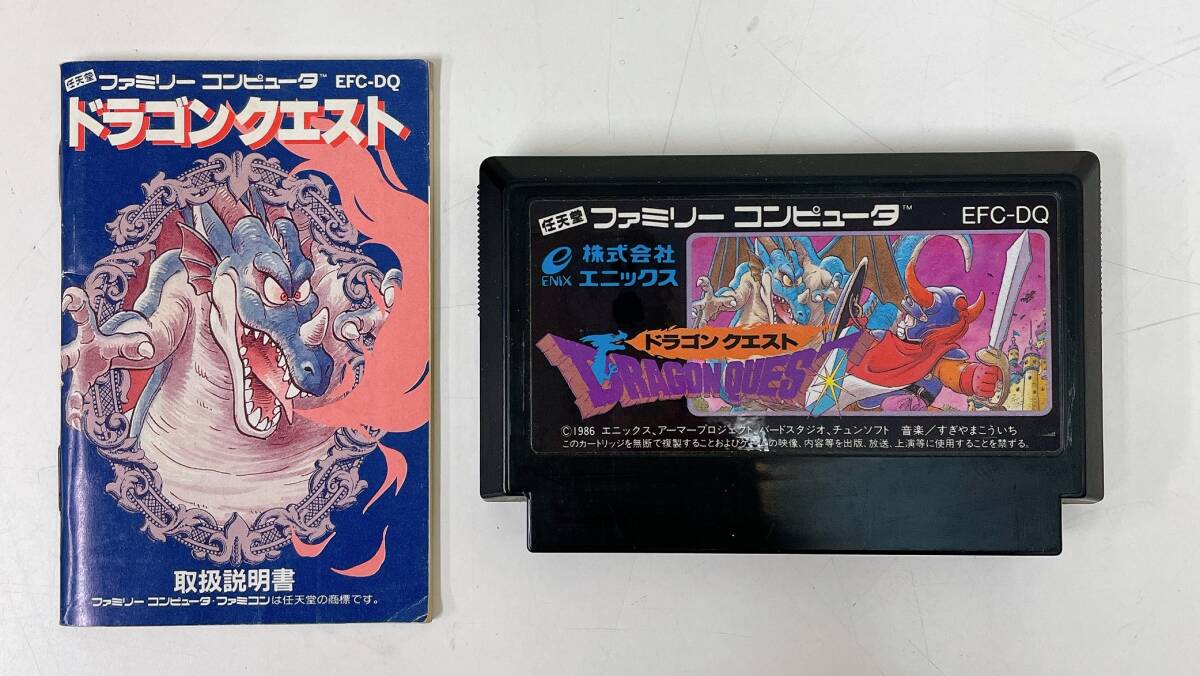 任天堂 ファミリー コンピュータ™ EFC-DQ
ドラゴンクエスト
取扱説明書
ファミリー コンピュータ・ファミコンは任天堂の商標です。
任天堂 ファミリー コンピュータ™ EFC-DQ
e 株式会社
ENIX エニックス
ドラゴン クエスト
DRAGON QUEST
©1986 エニックス、アーマープロジェクト、バードスタジオ、チュンソフト 音楽/すぎやまこういち
このカートリッジを無断で複製することおよびゲームの映像、内容等を出版、放送、上演等に使用することを禁ずる。